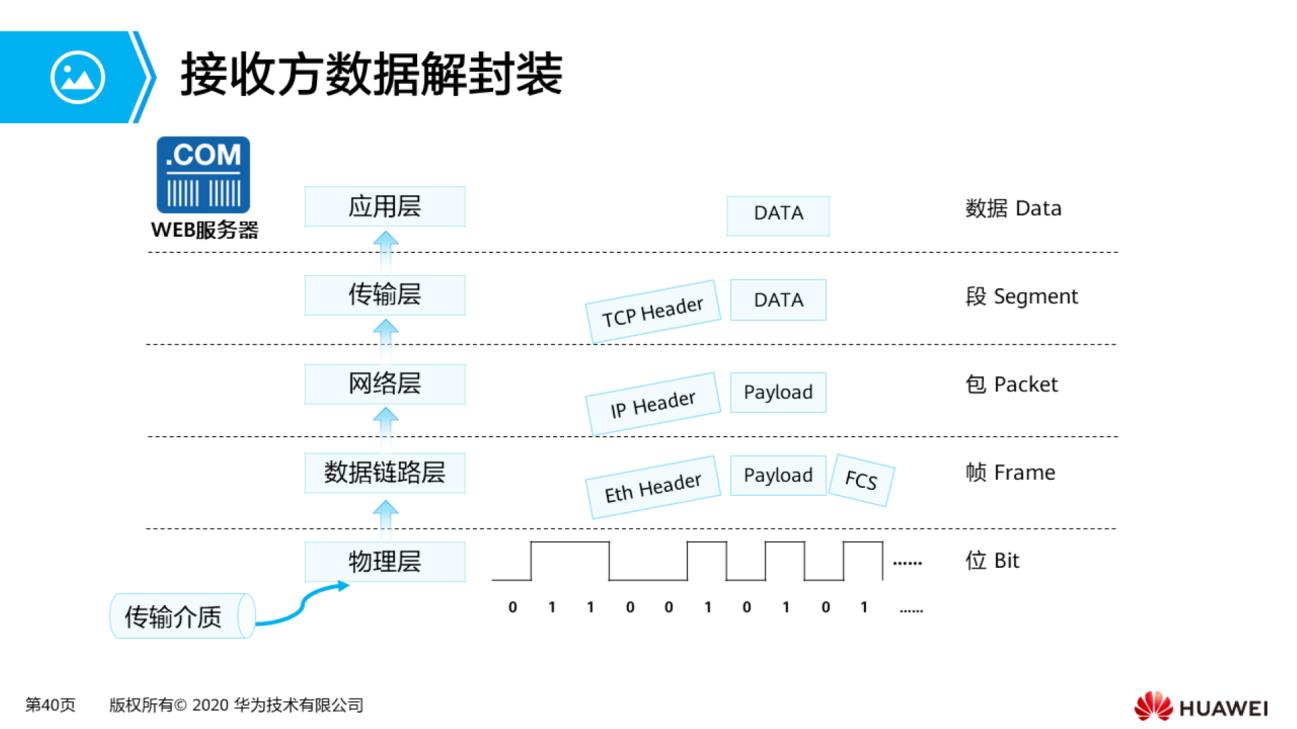 接收方数据解封装
.COM
WEB服务器
应用层
DATA
数据 Data
传输层
TCP Header
DATA
段 Segment
网络层
IP Header
Payload
包 Packet
数据链路层
Eth Header
Payload
FCS
帧 Frame
物理层
......
位 Bit
传输介质
0 1 1 0 0 1 0 1 0 1 ......
第40页
版权所有© 2020 华为技术有限公司
HUAWEI